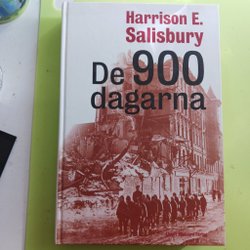 Harrison E.
Salisbury
De 900
dagarna